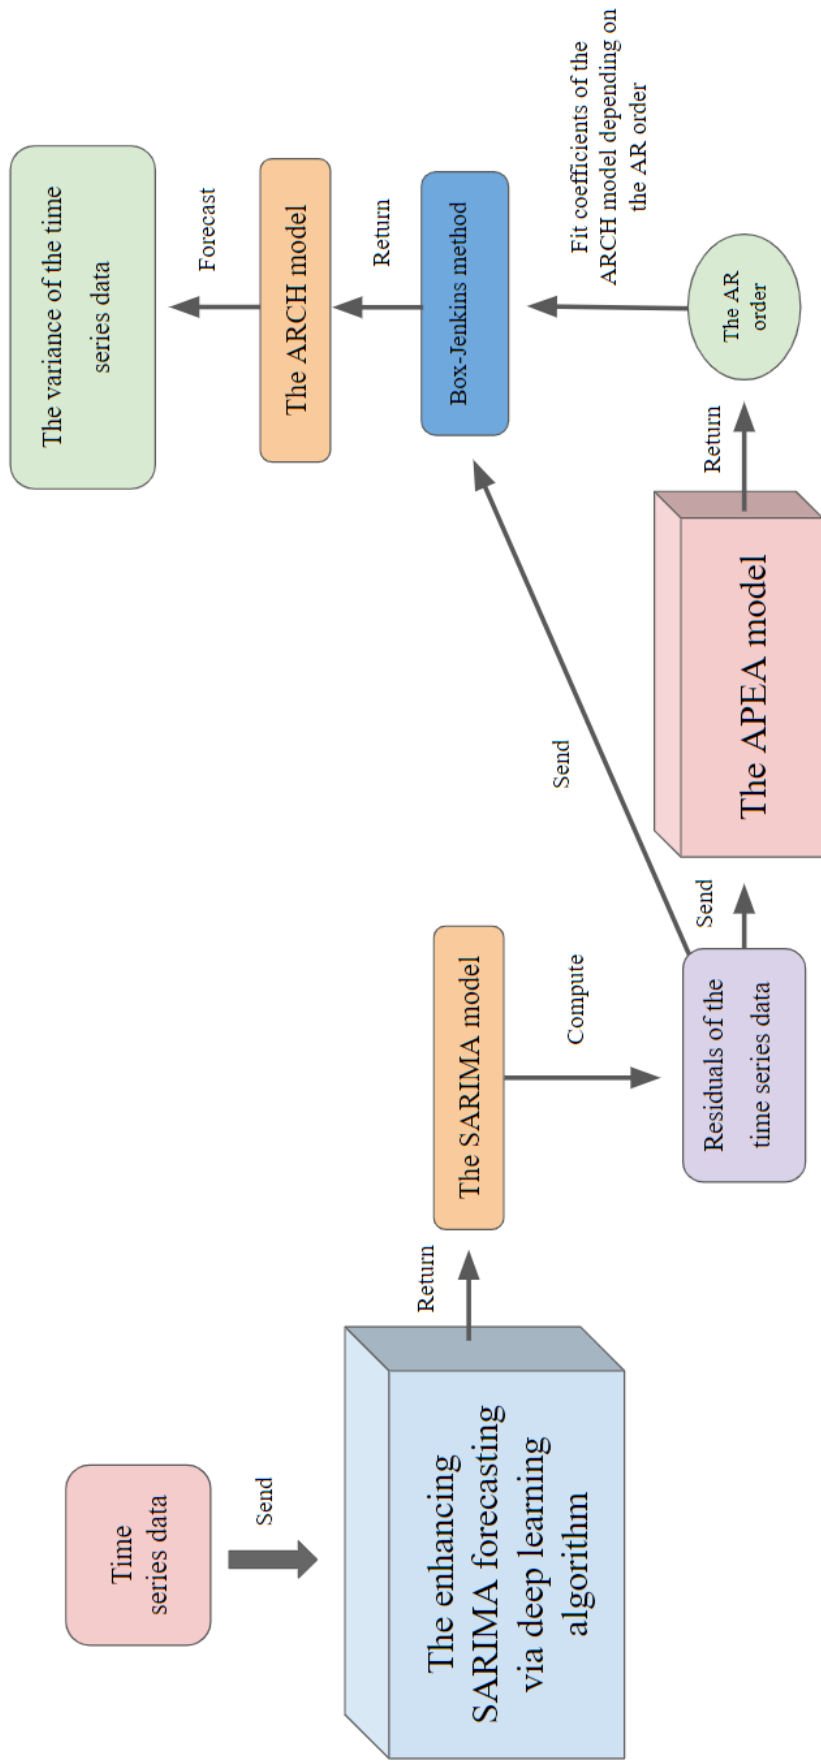 Time
series data
Send
The enhancing
SARIMA forecasting
via deep learning
algorithm
Return
The SARIMA model
Compute
Residuals of the
time series data
Send
Send
The APEA model
Return
The AR
order
Fit coefficients of the
ARCH model depending on
the AR order
Box-Jenkins method
Return
The ARCH model
Forecast
The variance of the time
series data